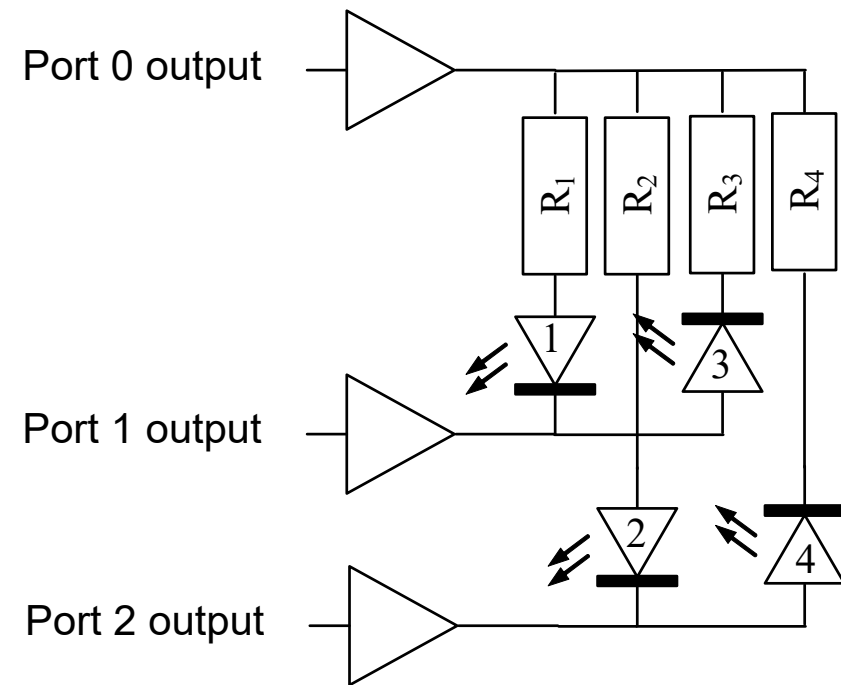 Port 0 output
R₁
R₂
R₃
R₄
1
3
Port 1 output
2
4
Port 2 output